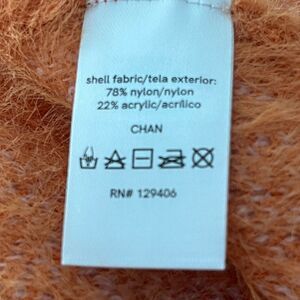 shell fabric/tela exterior:
78% nylon/nylon
22% acrylic/acrílico
CHAN
RN# 129406